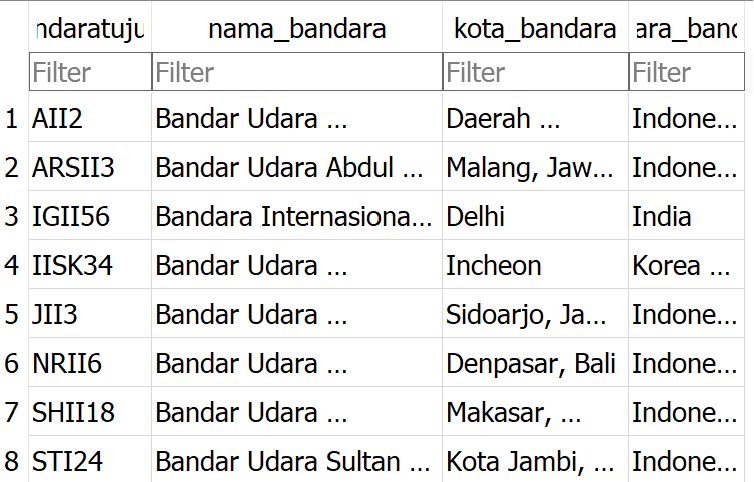 ndaratuju nama_bandara kota_bandara ara_band
Filter Filter Filter Filter
1 AII2 Bandar Udara ... Daerah ... Indone...
2 ARSII3 Bandar Udara Abdul ... Malang, Jaw... Indone...
3 IGII56 Bandara Internasiona... Delhi India
4 IISK34 Bandar Udara ... Incheon Korea ...
5 JII3 Bandar Udara ... Sidoarjo, Ja... Indone...
6 NRII6 Bandar Udara ... Denpasar, Bali Indone...
7 SHII18 Bandar Udara ... Makasar, ... Indone...
8 STI24 Bandar Udara Sultan ... Kota Jambi, ... Indone...